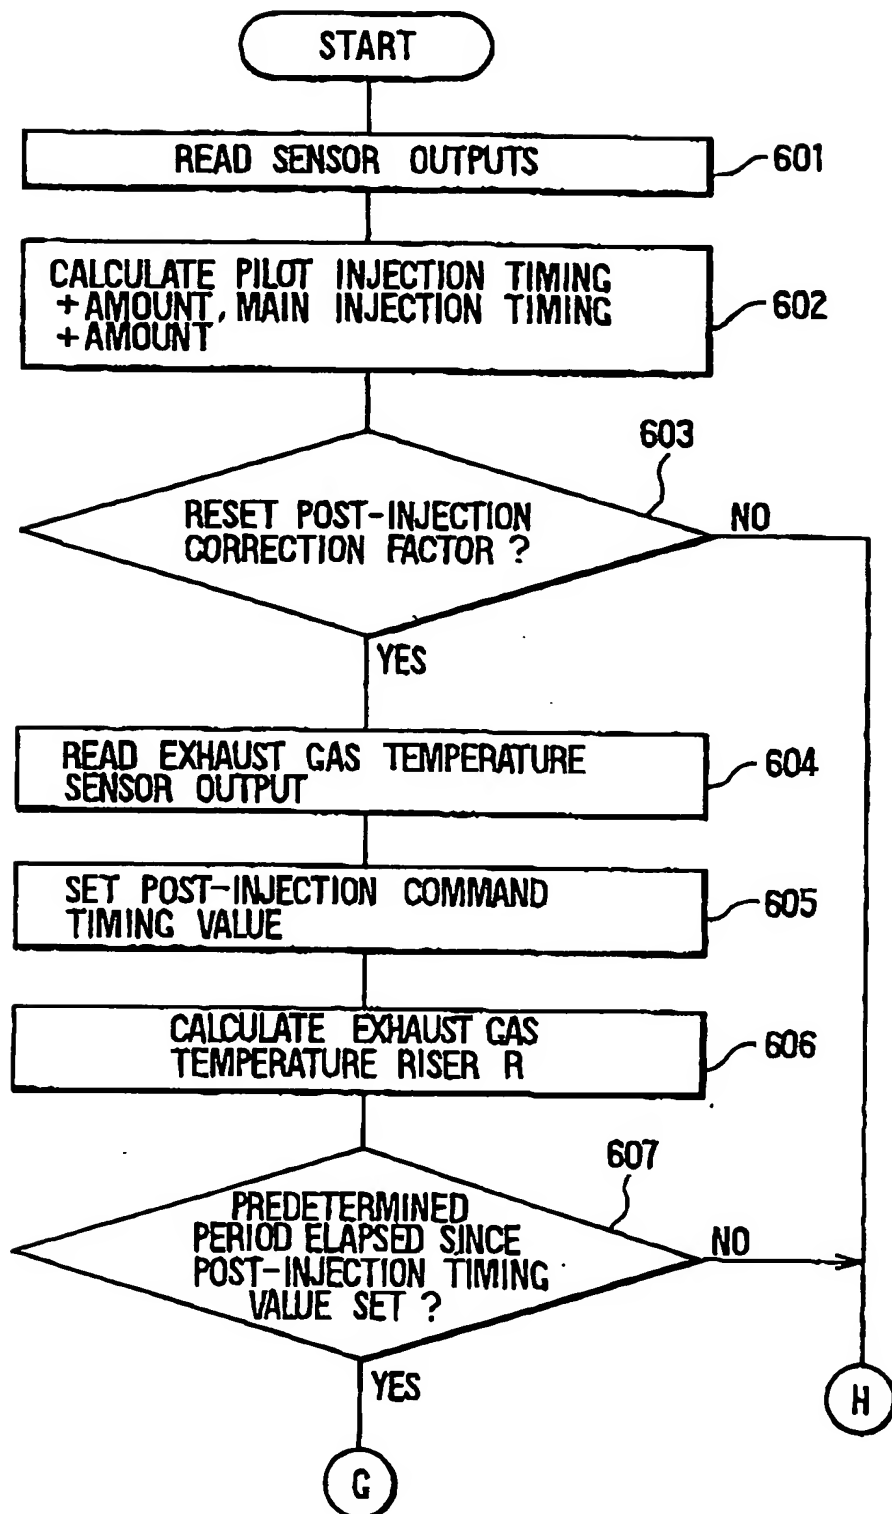 START
READ SENSOR OUTPUTS
601
CALCULATE PILOT INJECTION TIMING
+AMOUNT, MAIN INJECTION TIMING
+AMOUNT
602
603
RESET POST-INJECTION
CORRECTION FACTOR ?
NO
YES
READ EXHAUST GAS TEMPERATURE
SENSOR OUTPUT
604
SET POST-INJECTION COMMAND
TIMING VALUE
605
CALCULATE EXHAUST GAS
TEMPERATURE RISER R
606
607
PREDETERMINED
PERIOD ELAPSED SINCE
POST-INJECTION TIMING
VALUE SET ?
NO
YES
H
G